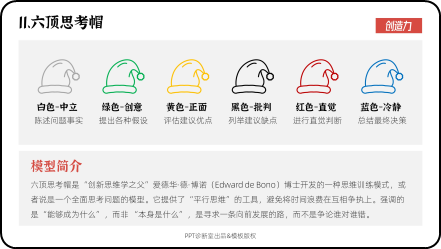 11.六顶思考帽
创造力
白色-中立 绿色-创意 黄色-正面 黑色-批判 红色-直觉 蓝色-冷静
陈述问题事实 提出各种假设 评估建议优点 列举建议缺点 进行直觉判断 总结最终决策
模型简介
六顶思考帽是“创新思维学之父”爱德华·德·博诺（Edward de Bono）博士开发的一种思维训练模式，或
者说是一个全面思考问题的模型。它提供了“平行思维”的工具，避免将时间浪费在互相争执上。强调的
是“能够成为什么”，而非 “本身是什么”，是寻求一条向前发展的路，而不是争论谁对谁错。
PPT诊断室出品&模板版权